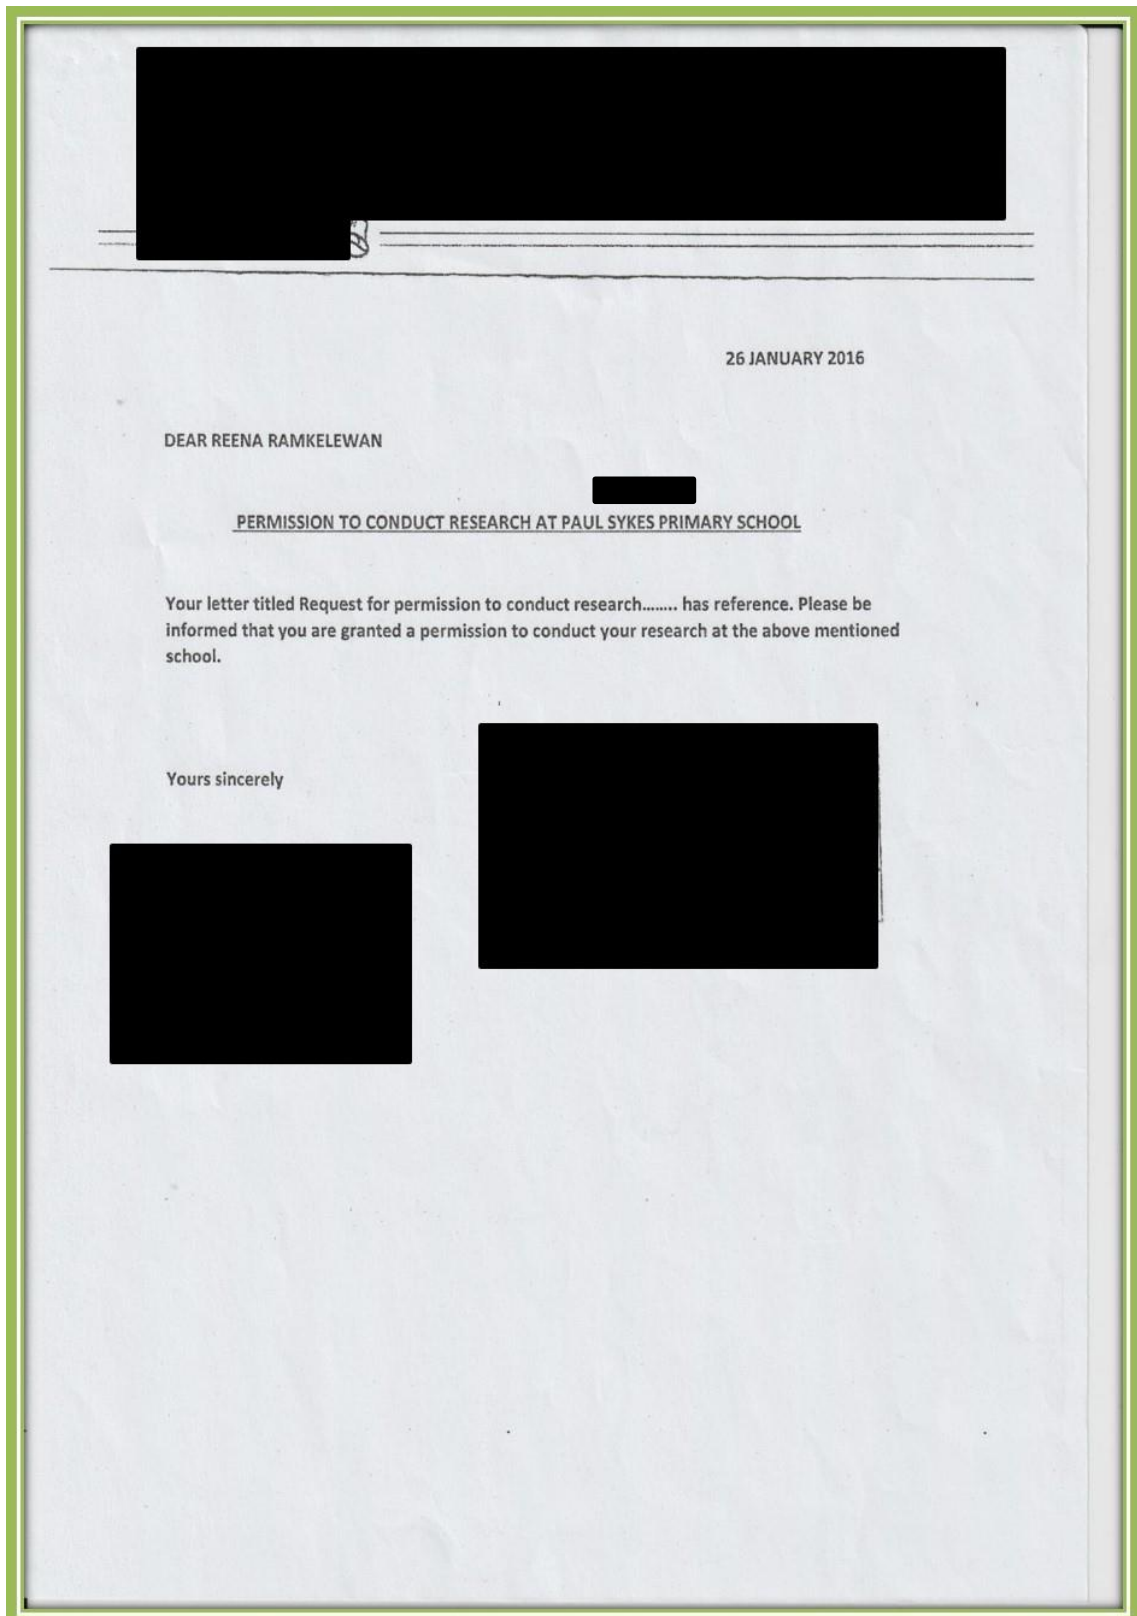 26 JANUARY 2016
DEAR REENA RAMKELEWAN
PERMISSION TO CONDUCT RESEARCH AT PAUL SYKES PRIMARY SCHOOL
Your letter titled Request for permission to conduct research........ has reference. Please be
informed that you are granted a permission to conduct your research at the above mentioned
school.
Yours sincerely